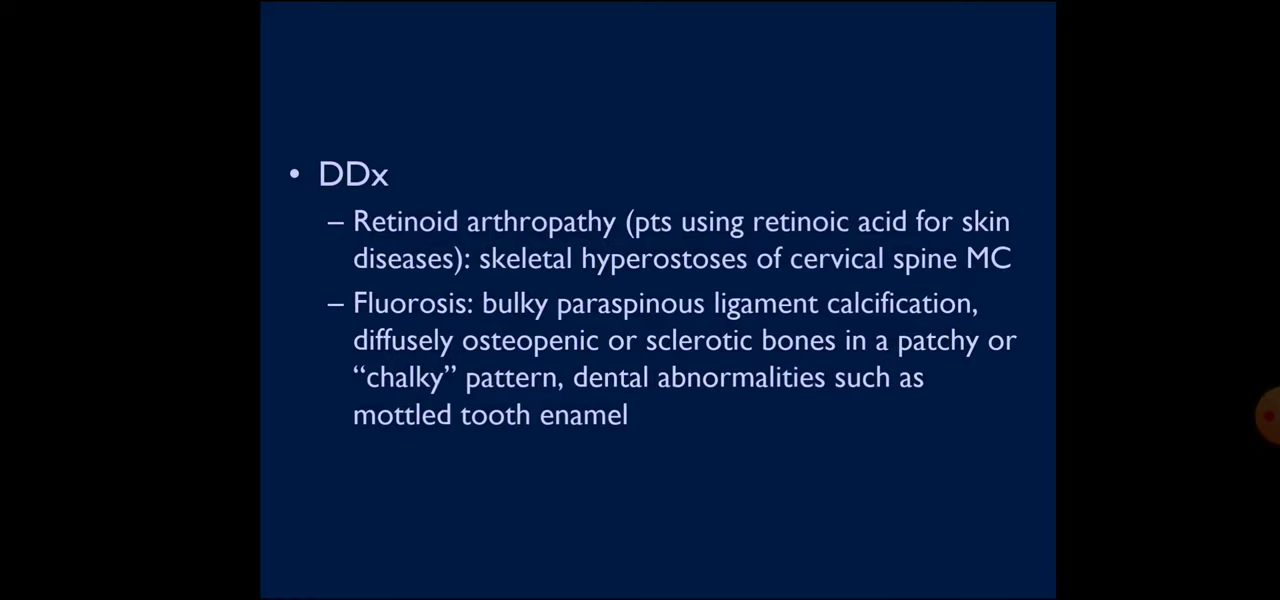 • DDx
– Retinoid arthropathy (pts using retinoic acid for skin
diseases): skeletal hyperostoses of cervical spine MC
– Fluorosis: bulky paraspinous ligament calcification,
diffusely osteopenic or sclerotic bones in a patchy or
“chalky” pattern, dental abnormalities such as
mottled tooth enamel